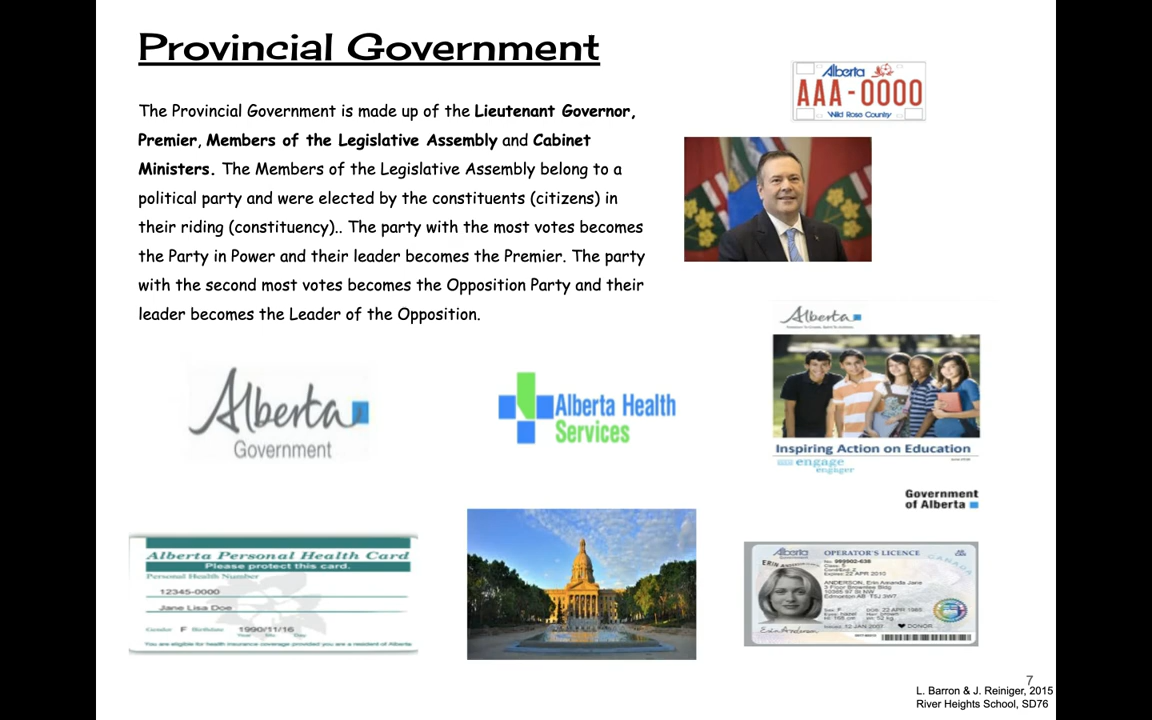 Provincial Government
The Provincial Government is made up of the Lieutenant Governor,
Premier, Members of the Legislative Assembly and Cabinet
Ministers. The Members of the Legislative Assembly belong to a
political party and were elected by the constituents (citizens) in
their riding (constituency).. The party with the most votes becomes
the Party in Power and their leader becomes the Premier. The party
with the second most votes becomes the Opposition Party and their
leader becomes the Leader of the Opposition.
Alberta
AAA-0000
Wild Rose Country
Alberta
Inspiring Action on Education
engage
engager
Government
of Alberta
Alberta
Government
Alberta Health
Services
Alberta Personal Health Card
Please protect this card.
Personal Health Number
12345-0000
Jane Lisa Doe
Gender F Birthdate 1990/11/16
You are eligible for health insurance coverage provided you are a resident of Alberta
Alberta
OPERATOR'S LICENCE
CANADA
Expires: 22 APR 2010
ANDERSON, Erin Amanda Jane
Edmonton AB T5J 3W7
DONOR
7
L. Barron & J. Reiniger, 2015
River Heights School, SD76